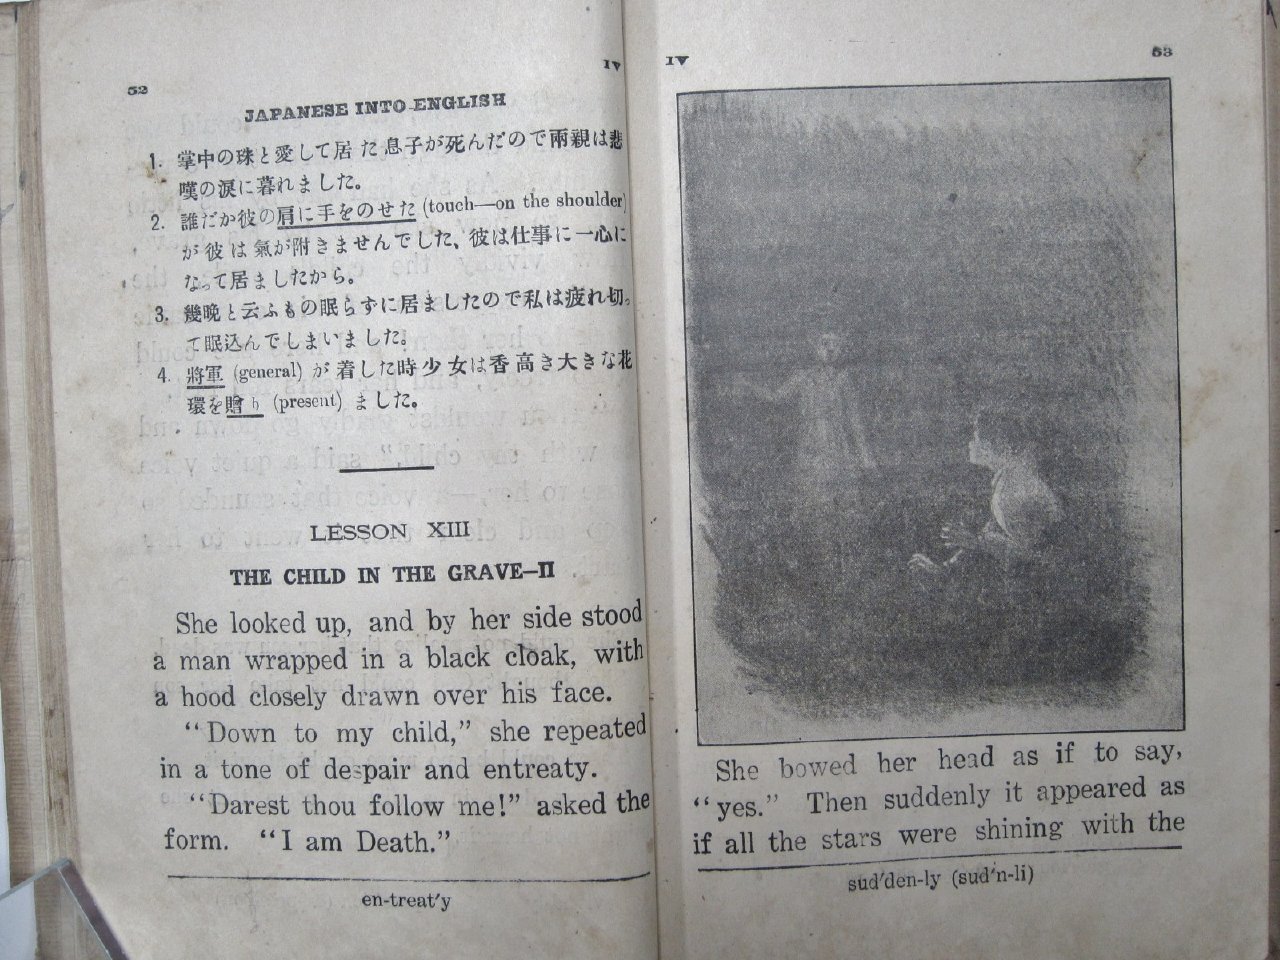 52
IV
JAPANESE INTO ENGLISH
1. 掌中の珠と愛して居た息子が死んだので兩親は悲
嘆の涙に暮れました。
2. 誰だか彼の肩に手をのせた (touch—on the shoulder)
が彼は氣が附きませんでした、彼は仕事に一心に
なって居ましたから。
3. 幾晩と云ふもの眠らずに居ましたので私は疲れ切っ
て眠込んでしまいました。
4. 將軍 (general) が着した時少女は香高き大きな花
環を贈り (present) ました。
LESSON XIII
THE CHILD IN THE GRAVE—II
She looked up, and by her side stood
a man wrapped in a black cloak, with
a hood closely drawn over his face.
"Down to my child," she repeated
in a tone of despair and entreaty.
"Darest thou follow me!" asked the
form. "I am Death."
en-treat'y
IV
53
She bowed her head as if to say,
"yes." Then suddenly it appeared as
if all the stars were shining with the
sud'den-ly (sud'n-li)